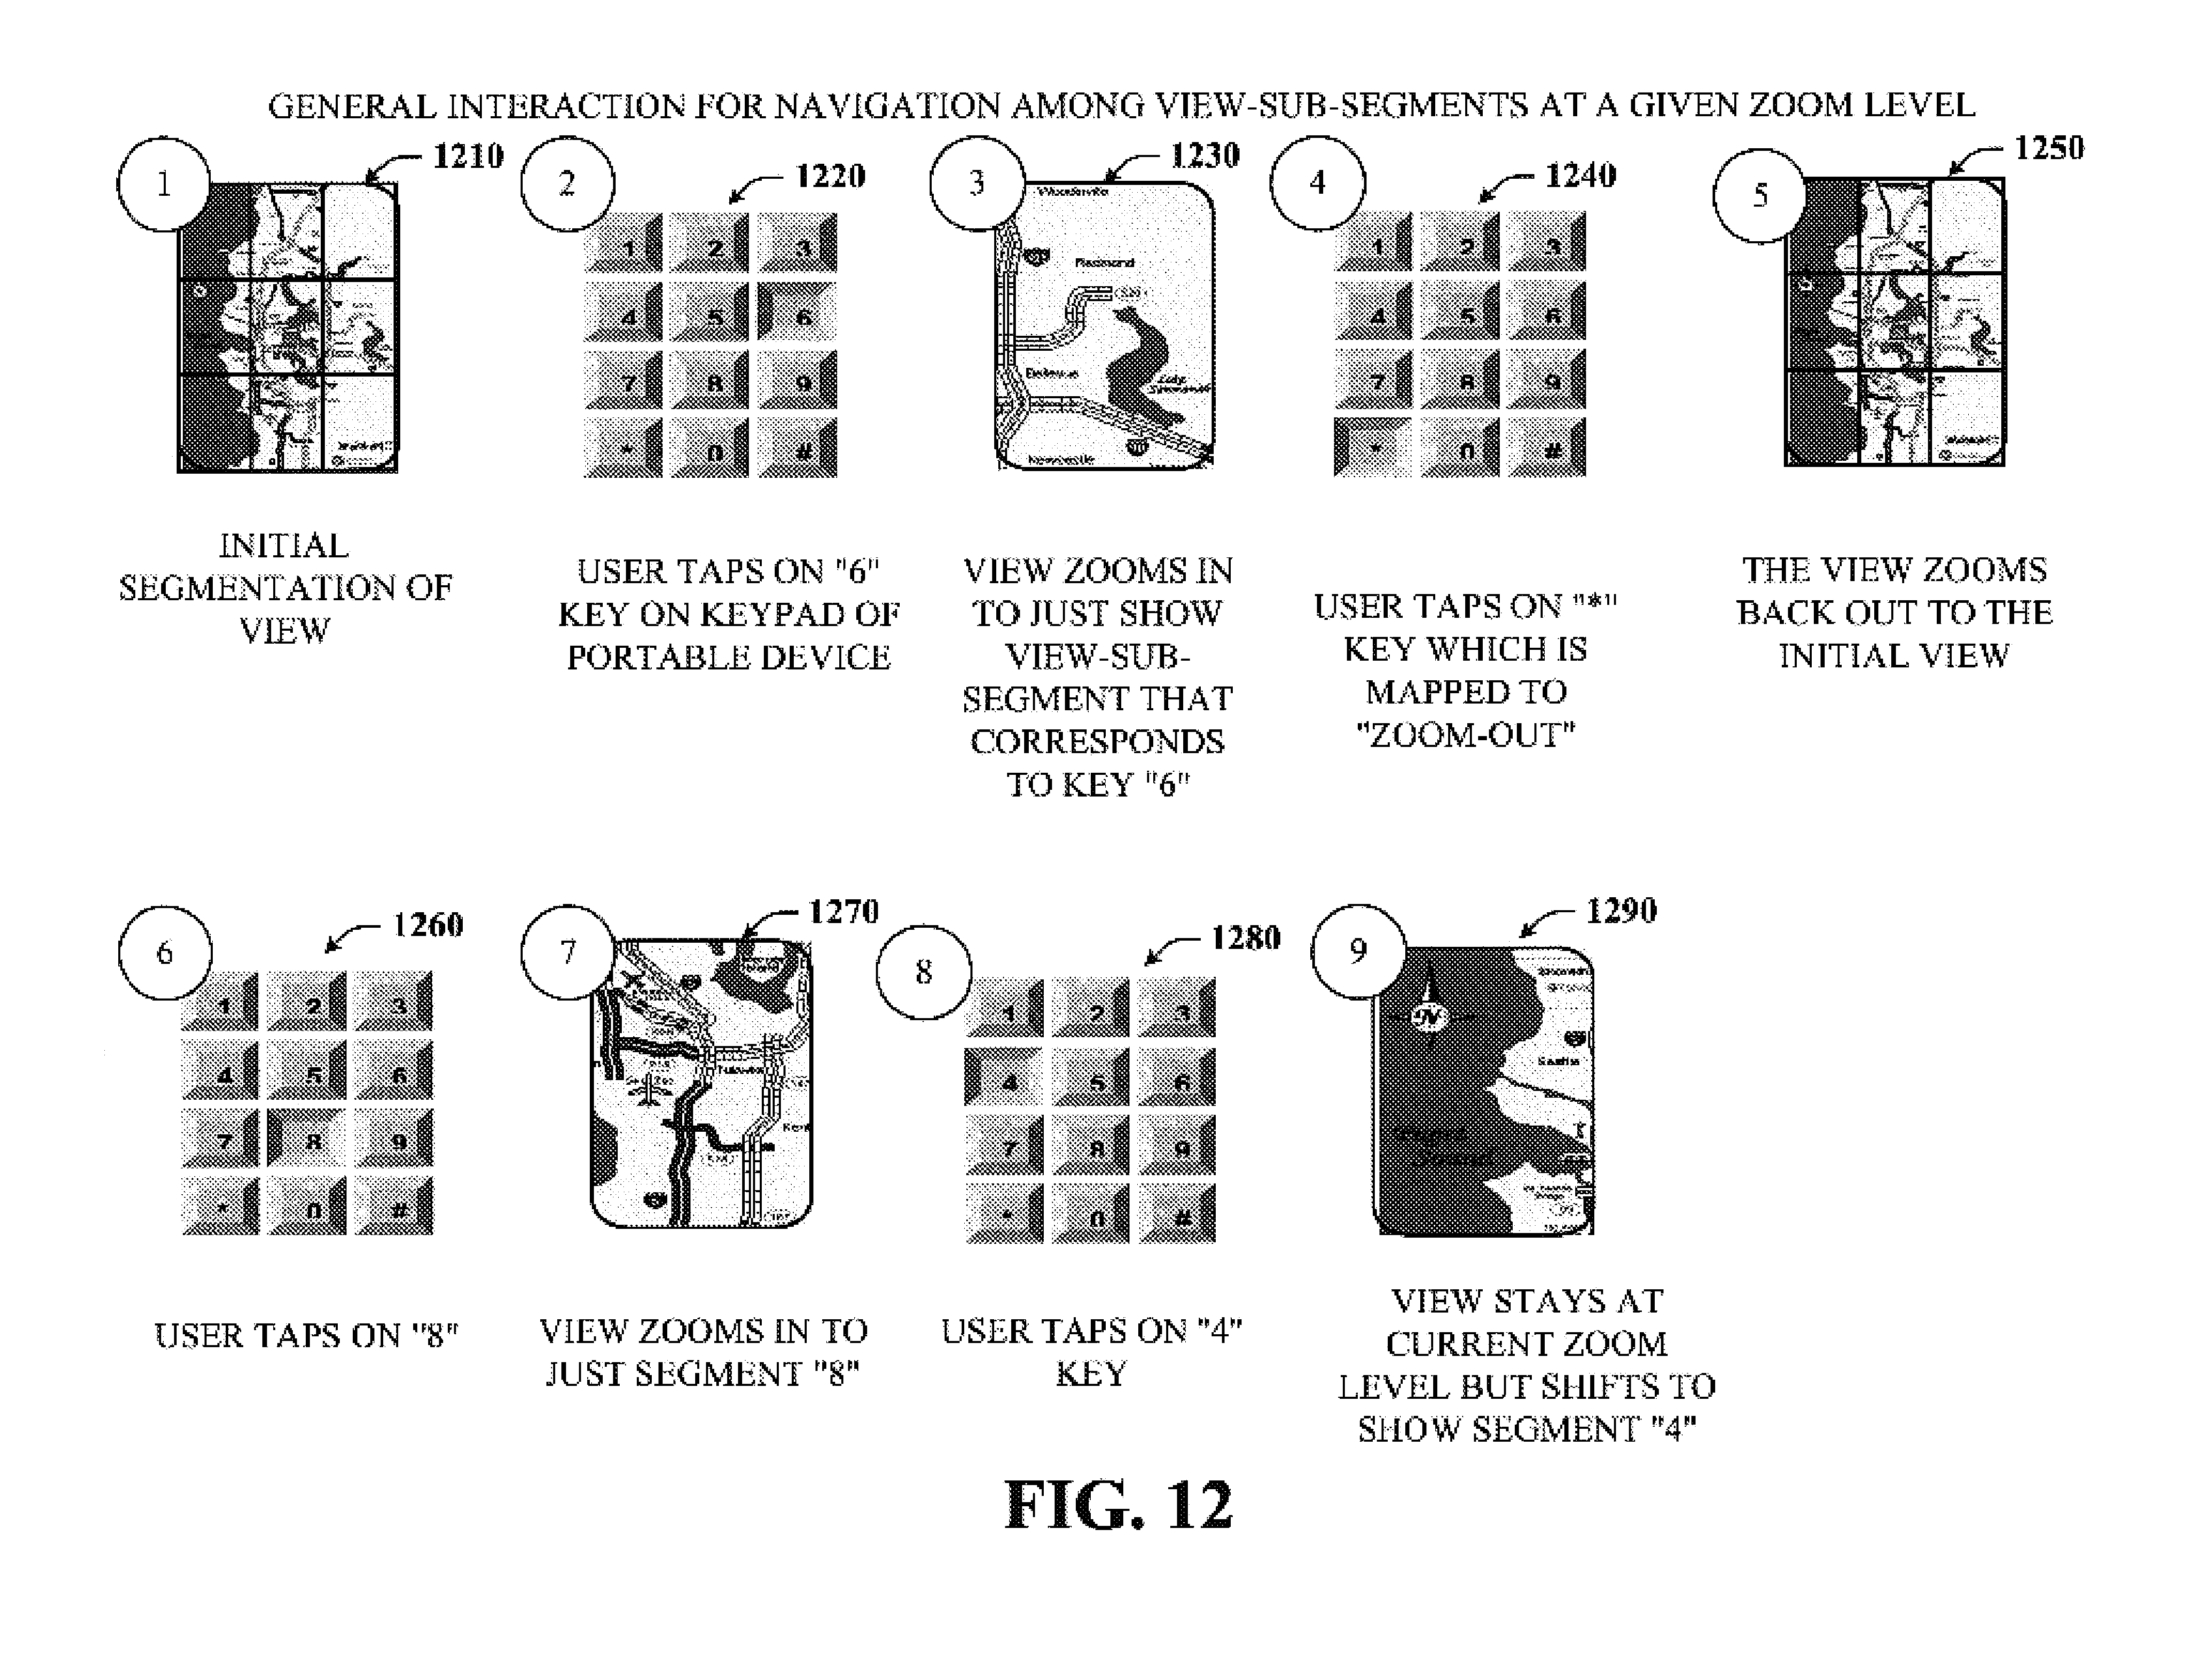 GENERAL INTERACTION FOR NAVIGATION AMONG VIEW-SUB-SEGMENTS AT A GIVEN ZOOM LEVEL
1
1210
INITIAL
SEGMENTATION OF
VIEW
2
1220
1 2 3
4 5 6
7 8 9
* 0 #
USER TAPS ON "6"
KEY ON KEYPAD OF
PORTABLE DEVICE
3
1230
Woodinville
Redmond
Bellevue
Lake
Sammamish
Newcastle
VIEW ZOOMS IN
TO JUST SHOW
VIEW-SUB-
SEGMENT THAT
CORRESPONDS
TO KEY "6"
4
1240
1 2 3
4 5 6
7 8 9
* 0 #
USER TAPS ON "*"
KEY WHICH IS
MAPPED TO
"ZOOM-OUT"
5
1250
THE VIEW ZOOMS
BACK OUT TO THE
INITIAL VIEW
6
1260
1 2 3
4 5 6
7 8 9
* 0 #
USER TAPS ON "8"
7
1270
Tukwila
Kent
VIEW ZOOMS IN TO
JUST SEGMENT "8"
8
1280
1 2 3
4 5 6
7 8 9
* 0 #
USER TAPS ON "4"
KEY
9
1290
N
Seattle
VIEW STAYS AT
CURRENT ZOOM
LEVEL BUT SHIFTS TO
SHOW SEGMENT "4"
FIG. 12